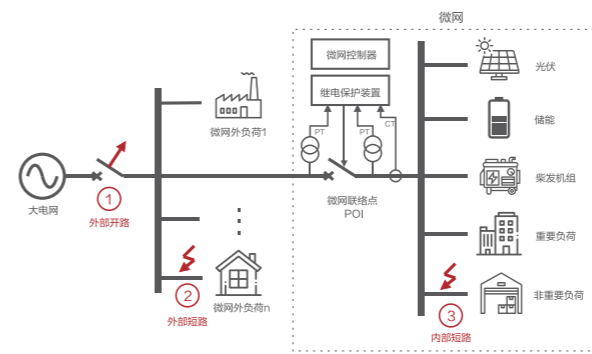 微网
微网控制器
继电保护装置
PT
PT
CT
光伏
储能
柴发机组
重要负荷
非重要负荷
微网外负荷1
大电网
1
外部开路
微网联络点
POI
2
外部短路
微网外负荷n
3
内部短路